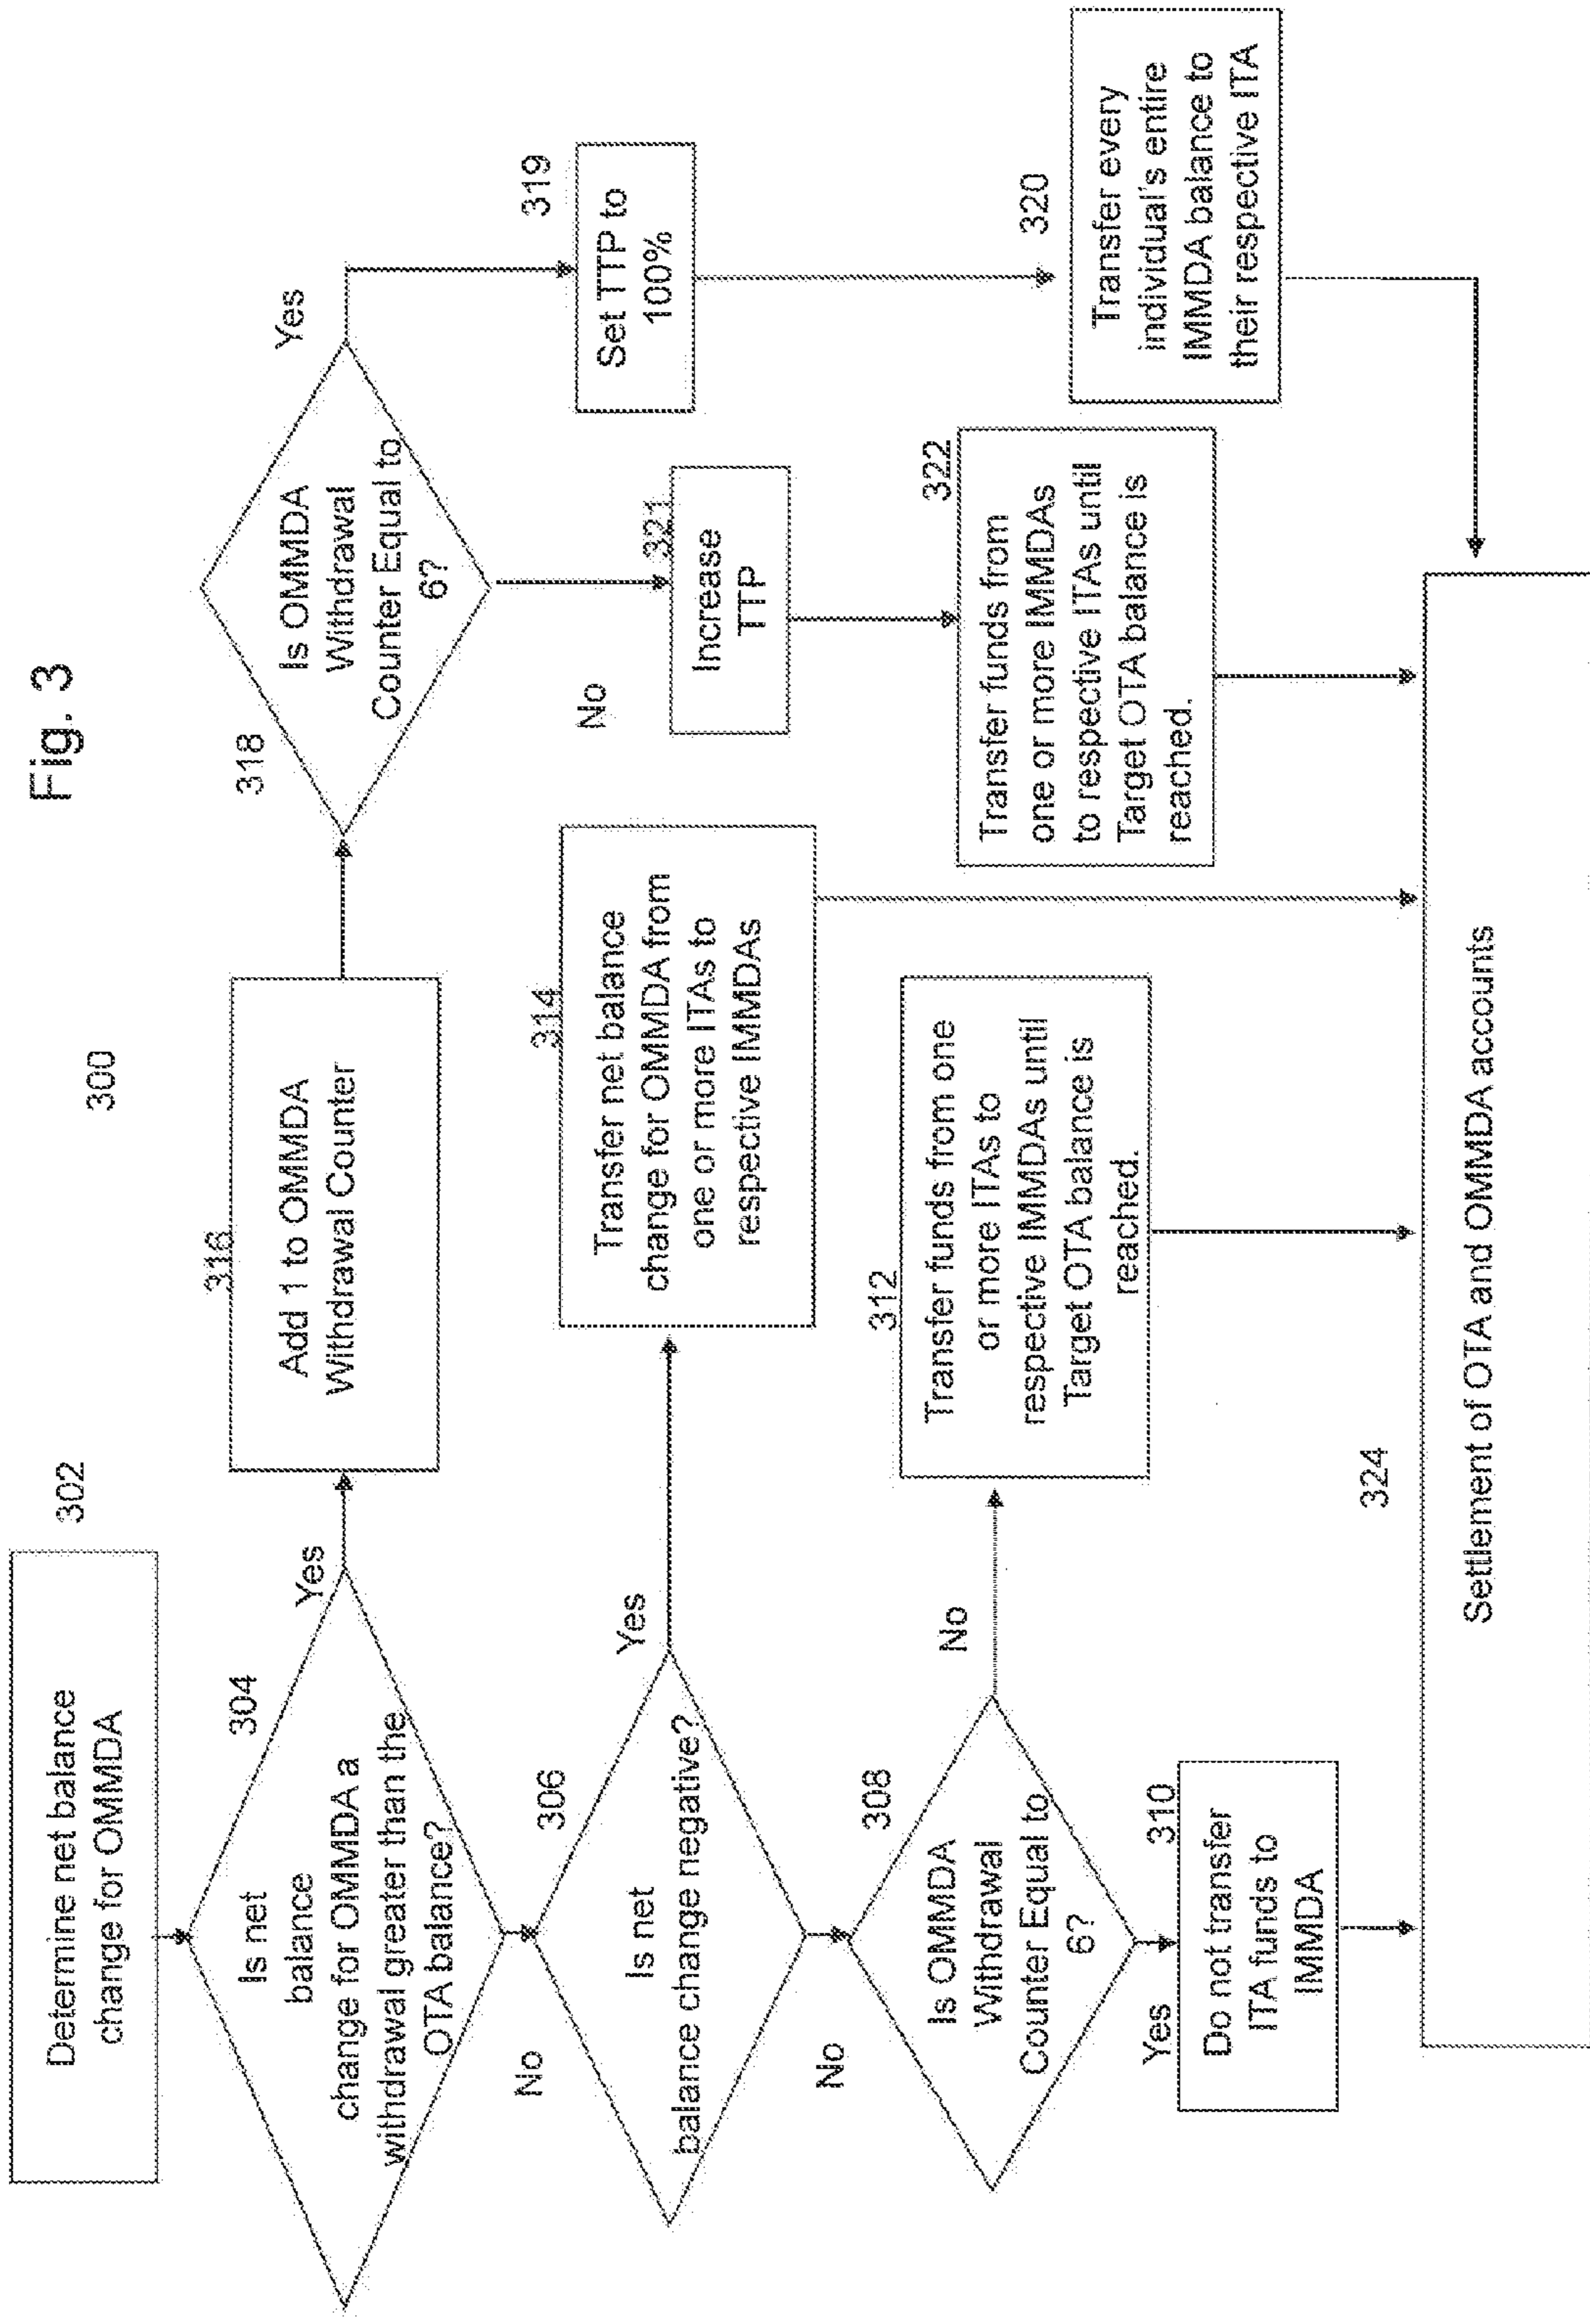 Fig. 3
300
302
Determine net balance
change for OMMDA
304
Is net
balance
change for OMMDA a
withdrawal greater than the
OTA balance?
Yes
No
316
Add 1 to OMMDA
Withdrawal Counter
318
Is OMMDA
Withdrawal
Counter Equal to
6?
Yes
No
319
Set TTP to
100%
320
Transfer every
individual's entire
IMMDA balance to
their respective ITA
321
Increase
TTP
322
Transfer funds from
one or more IMMDAs
to respective ITAs until
Target OTA balance is
reached.
306
Is net
balance change negative?
Yes
No
314
Transfer net balance
change for OMMDA from
one or more ITAs to
respective IMMDAs
308
Is OMMDA
Withdrawal
Counter Equal to
6?
No
Yes
312
Transfer funds from one
or more ITAs to
respective IMMDAs until
Target OTA balance is
reached.
310
Do not transfer
ITA funds to
IMMDA
324
Settlement of OTA and OMMDA accounts